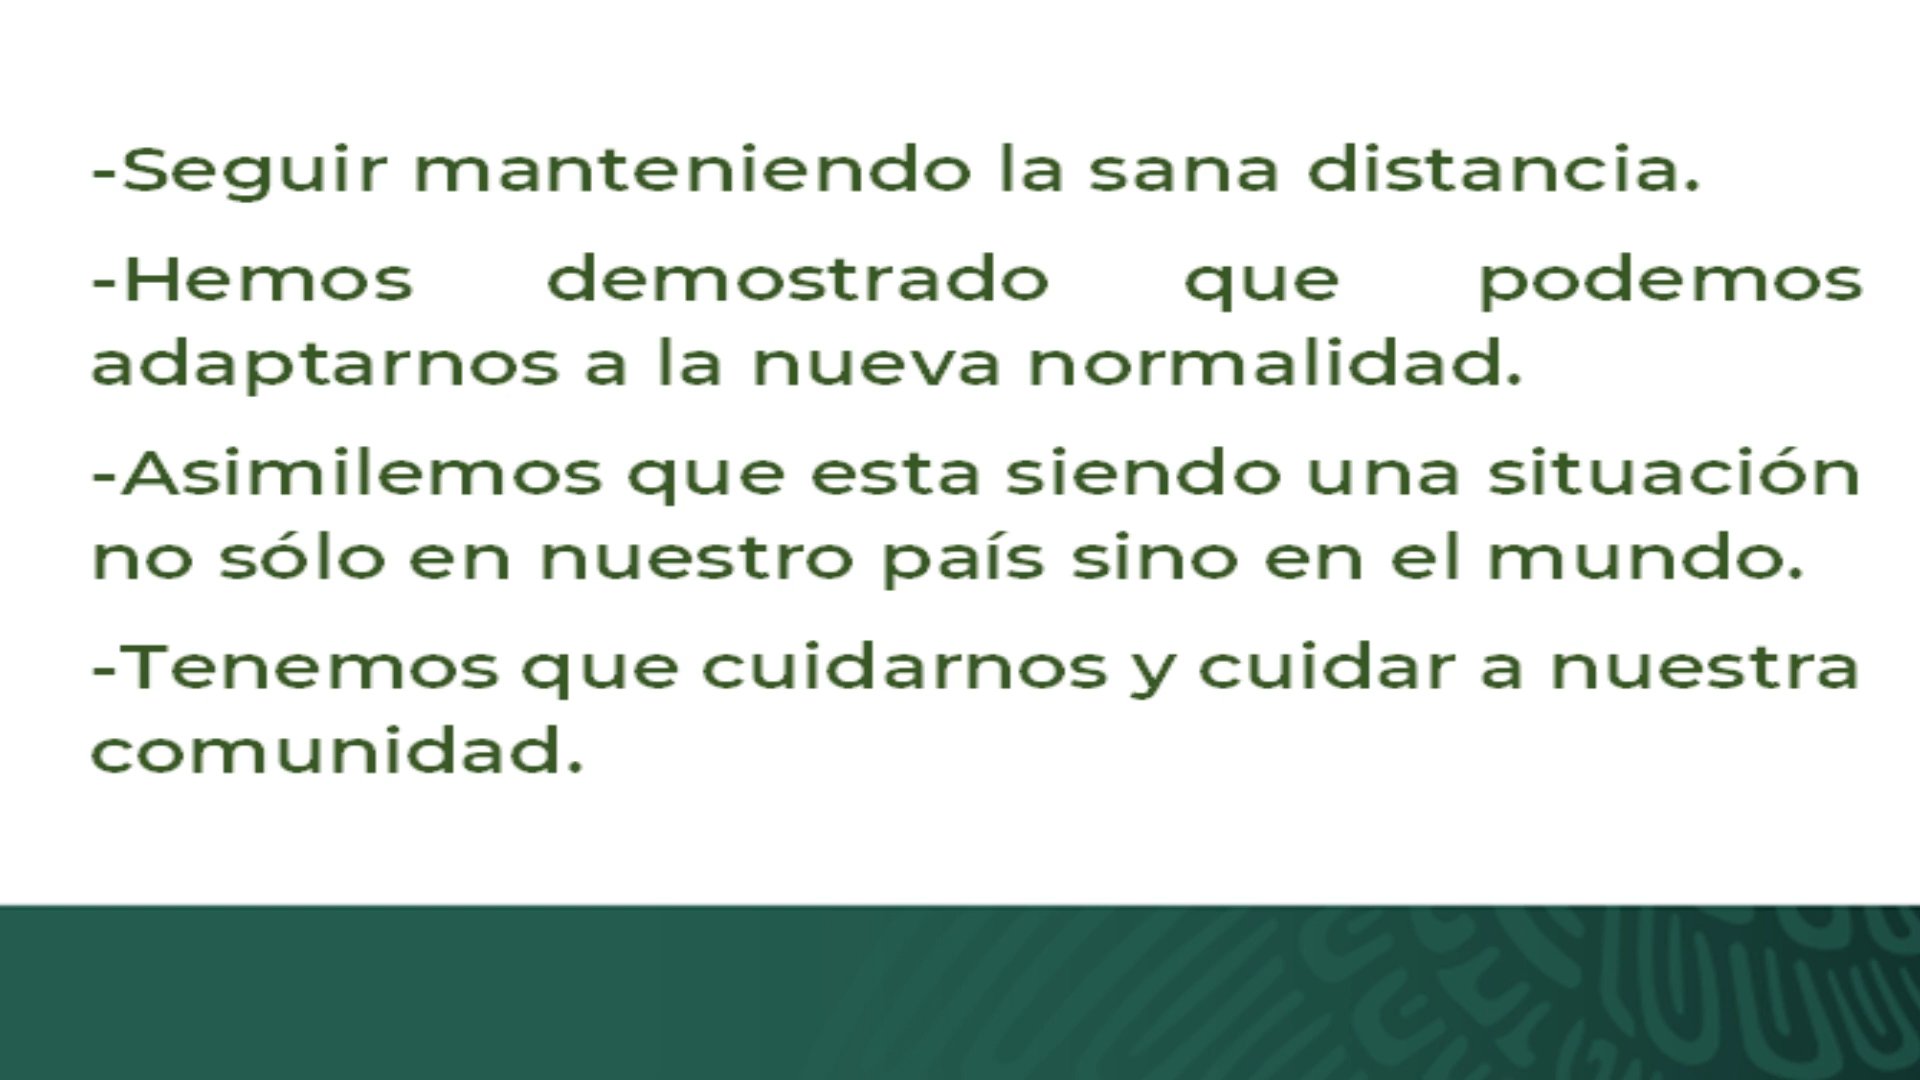 -Seguir manteniendo la sana distancia.
-Hemos demostrado que podemos
adaptarnos a la nueva normalidad.
-Asimilemos que esta siendo una situación
no sólo en nuestro país sino en el mundo.
-Tenemos que cuidarnos y cuidar a nuestra
comunidad.